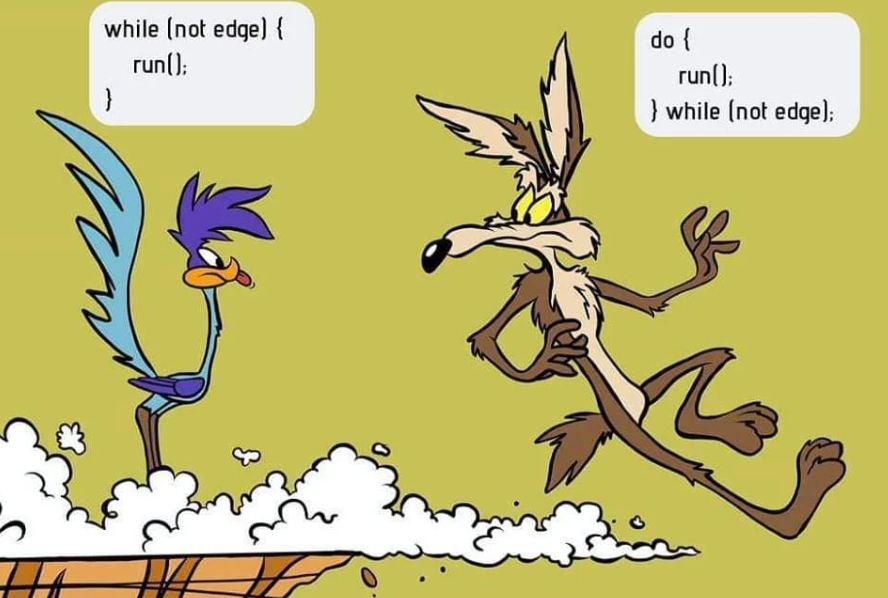 while (not edge) {
run();
}
do {
run();
} while (not edge);